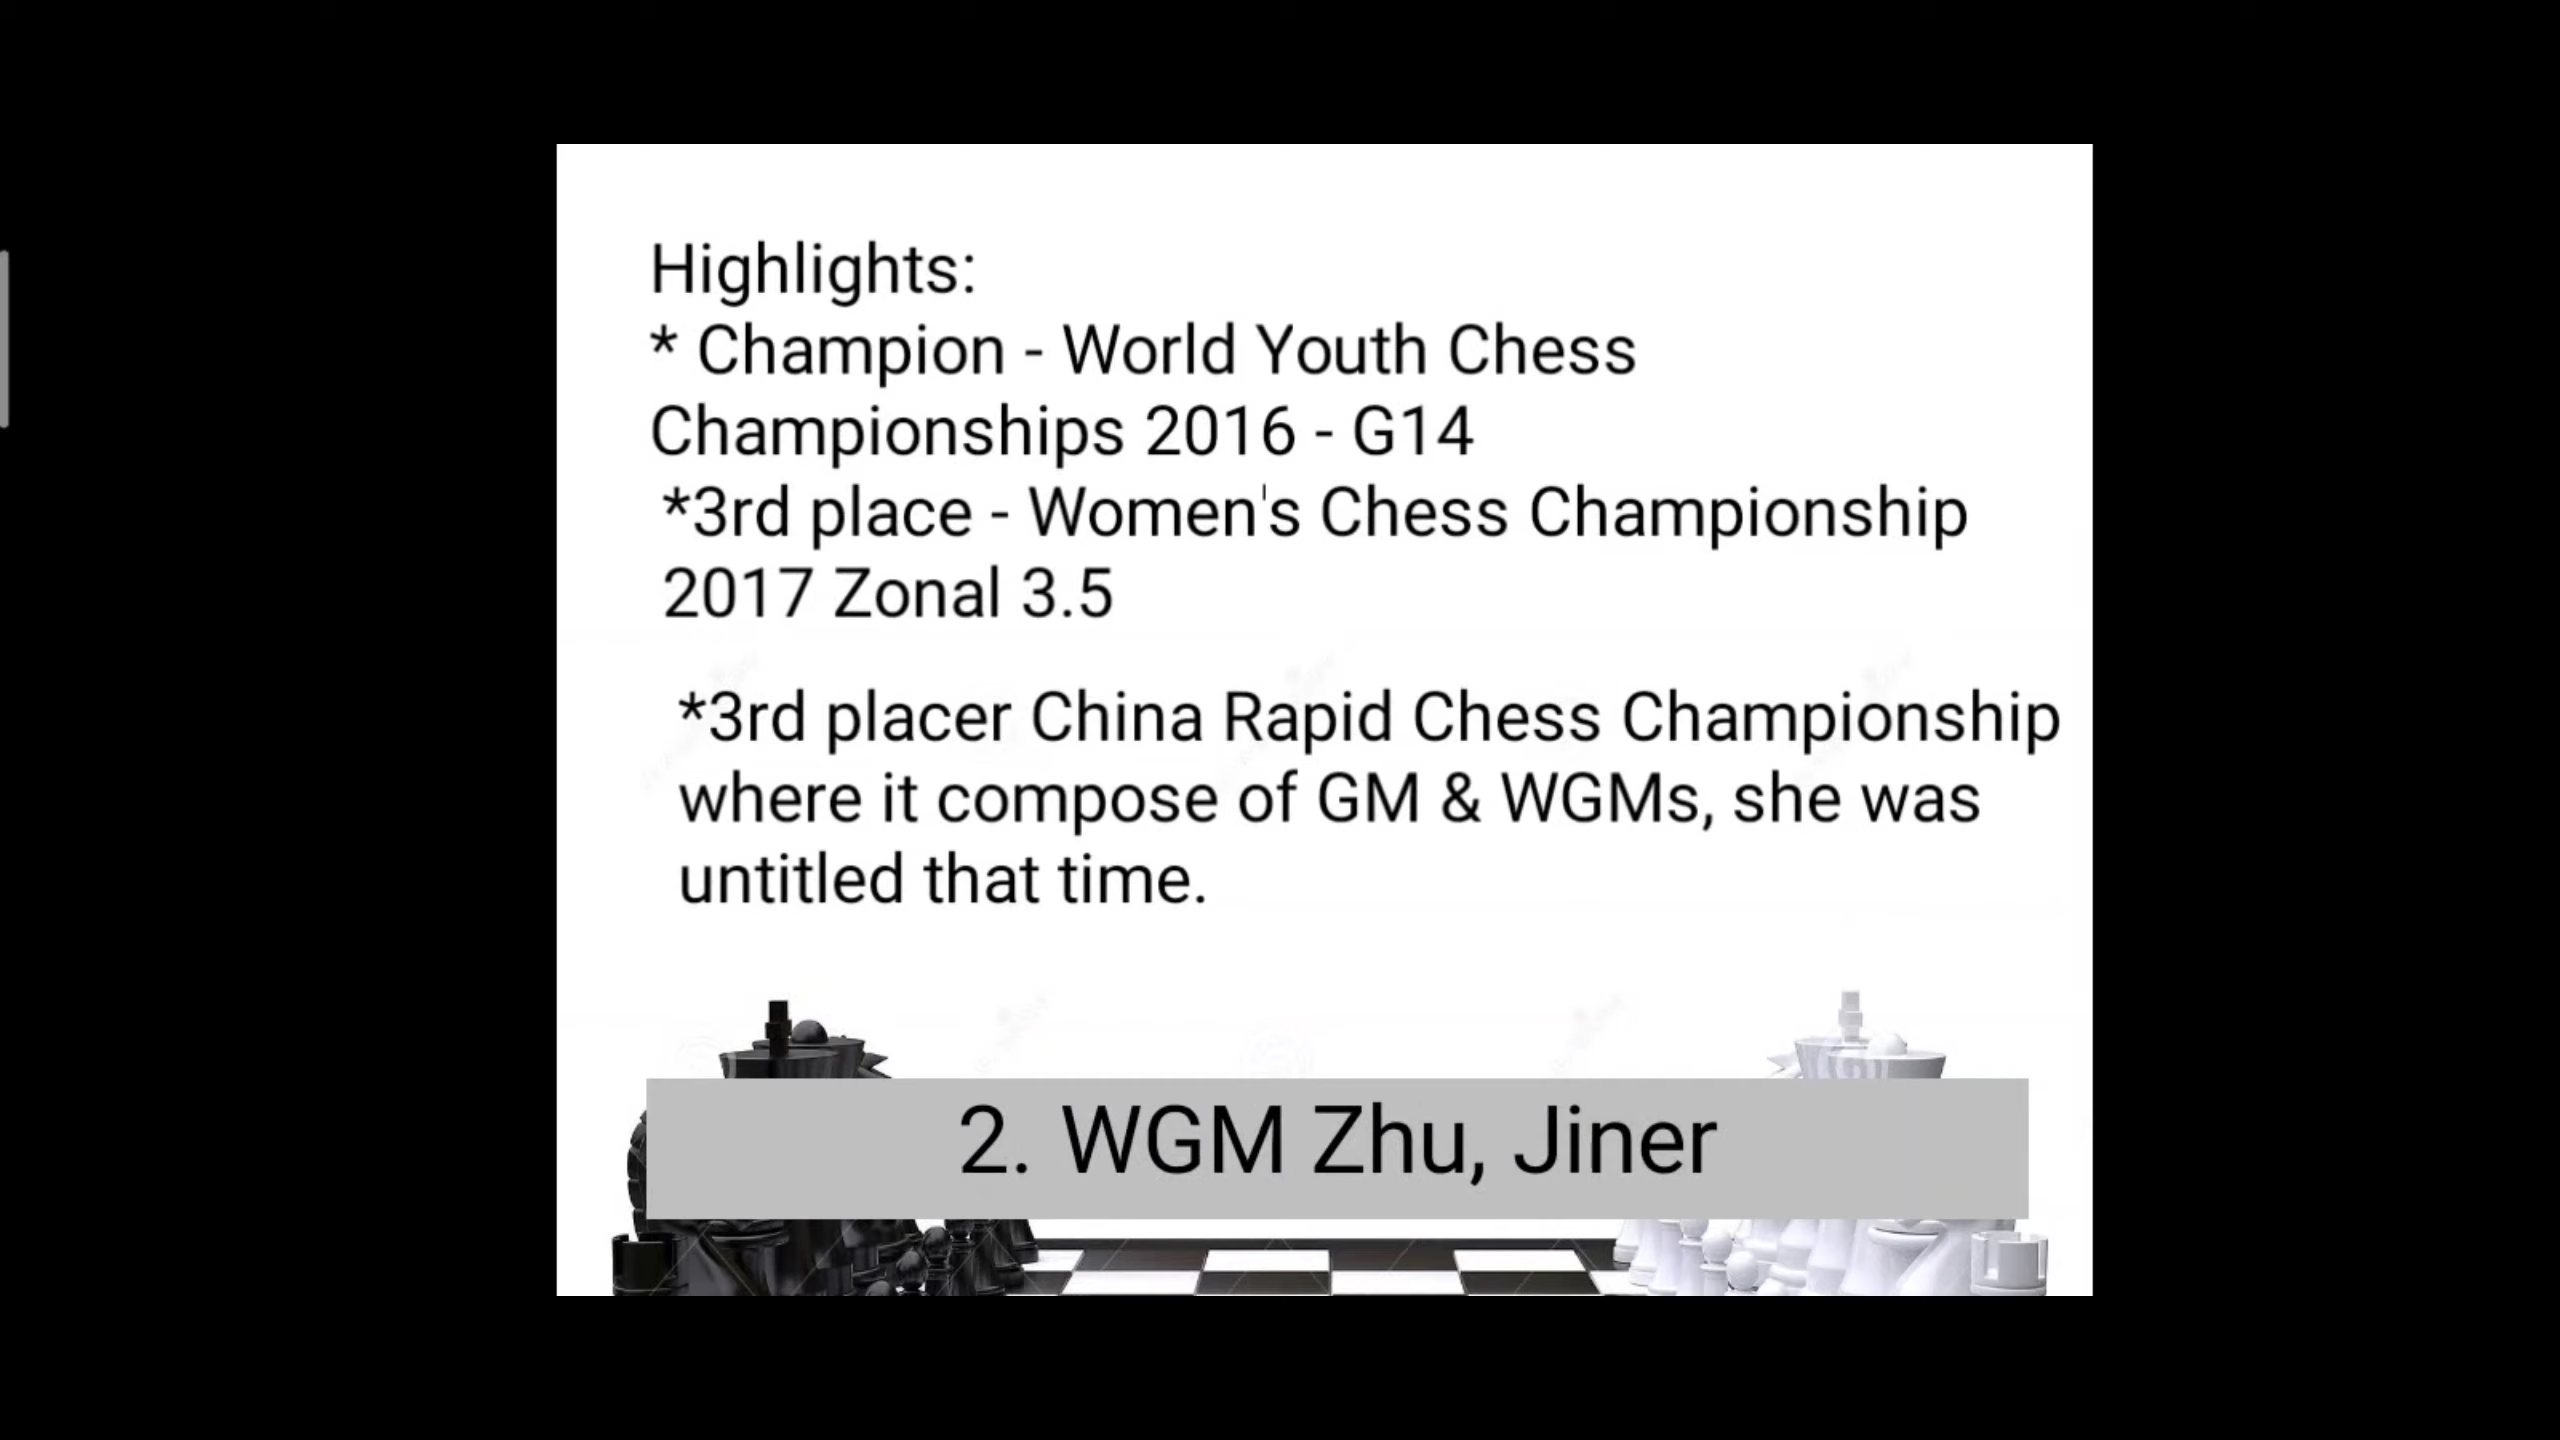 Highlights:
* Champion - World Youth Chess
Championships 2016 - G14
*3rd place - Women's Chess Championship
2017 Zonal 3.5
*3rd placer China Rapid Chess Championship
where it compose of GM & WGMs, she was
untitled that time.
2. WGM Zhu, Jiner